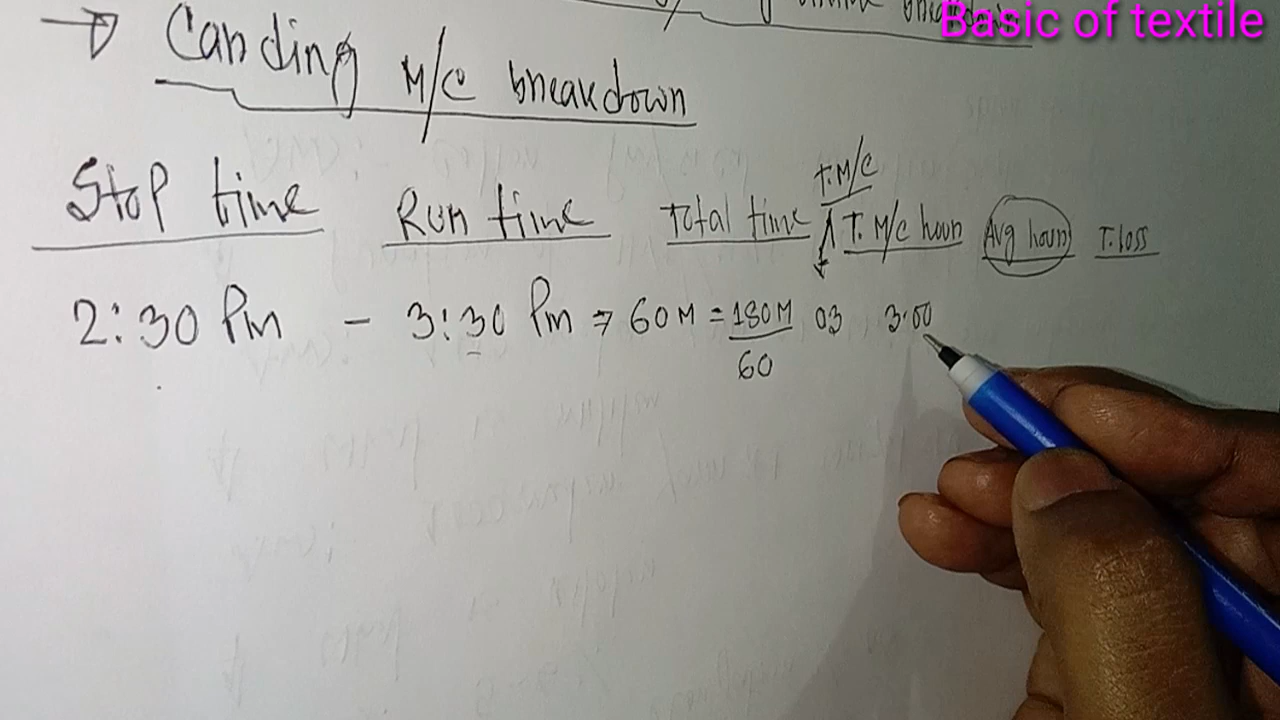 breakdown
Basic of textile
Carding M/C breakdown
T.M/C
Stop time Run time Total time T. M/C hour Avg hour T.loss
2:30 Pm - 3:30 Pm ⇒ 60M = 180M 03 3.00
60